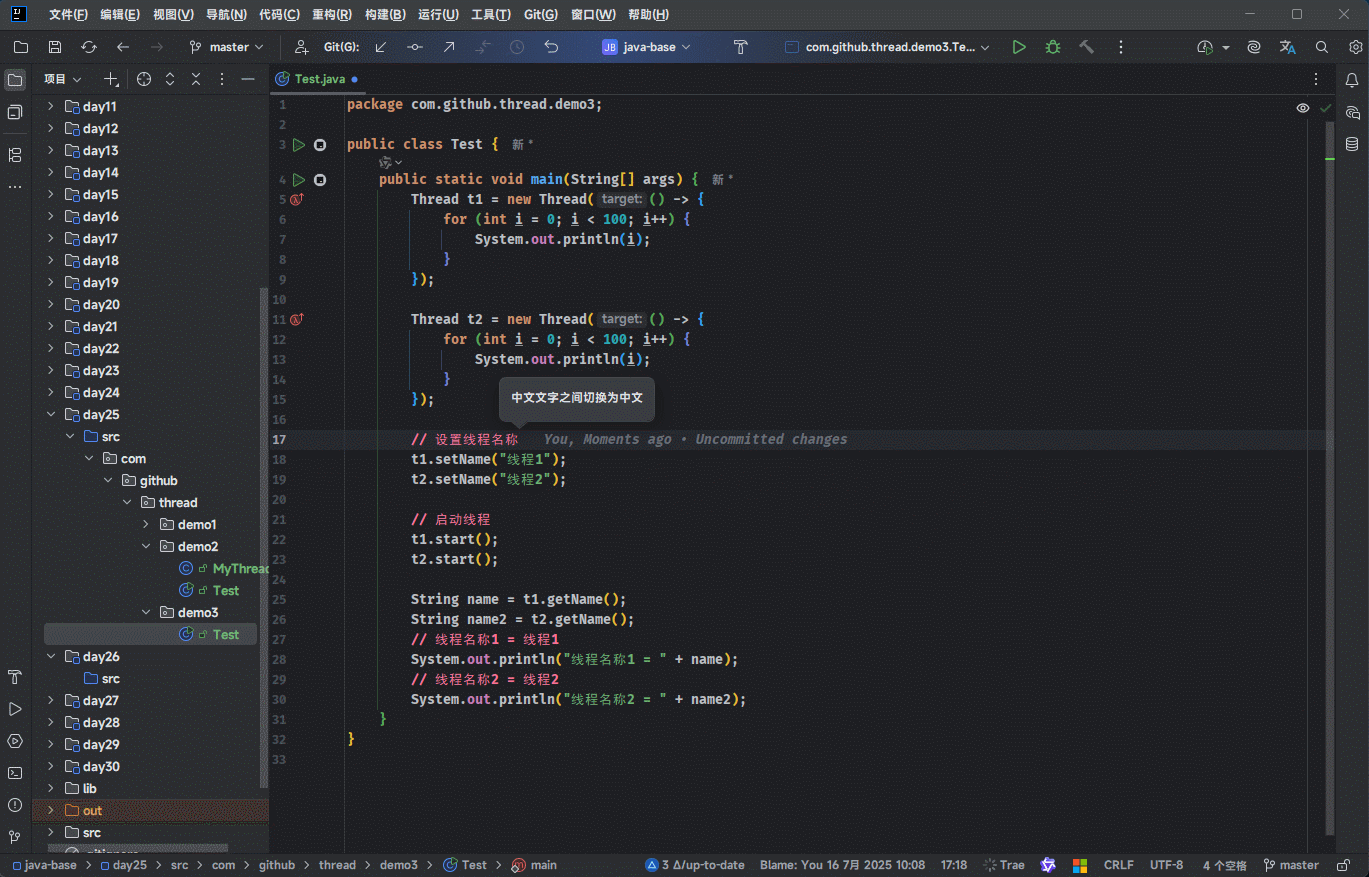 文件(F) 编辑(E) 视图(V) 导航(N) 代码(C) 重构(R) 构建(B) 运行(U) 工具(T) Git(G) 窗口(W) 帮助(H)
master Git(G): JB java-base com.github.thread.demo3.Te...
项目
Test.java
day11
day12
day13
day14
day15
day16
day17
day18
day19
day20
day21
day22
day23
day24
day25
src
com
github
thread
demo1
demo2
MyThread
Test
demo3
Test
day26
src
day27
day28
day29
day30
lib
out
src
1 package com.github.thread.demo3;
2
3 public class Test { 新 *
4 public static void main(String[] args) { 新 *
5 Thread t1 = new Thread( target: () -> {
6 for (int i = 0; i < 100; i++) {
7 System.out.println(i);
8 }
9 });
10
11 Thread t2 = new Thread( target: () -> {
12 for (int i = 0; i < 100; i++) {
13 System.out.println(i);
14 }
15 });
中文文字之间切换为中文
16
17 // 设置线程名称 You, Moments ago • Uncommitted changes
18 t1.setName("线程1");
19 t2.setName("线程2");
20
21 // 启动线程
22 t1.start();
23 t2.start();
24
25 String name = t1.getName();
26 String name2 = t2.getName();
27 // 线程名称1 = 线程1
28 System.out.println("线程名称1 = " + name);
29 // 线程名称2 = 线程2
30 System.out.println("线程名称2 = " + name2);
31 }
32 }
33
java-base > day25 > src > com > github > thread > demo3 > Test > main 3 Δ/up-to-date Blame: You 16 7月 2025 10:08 17:18 Trae CRLF UTF-8 4 个空格 master